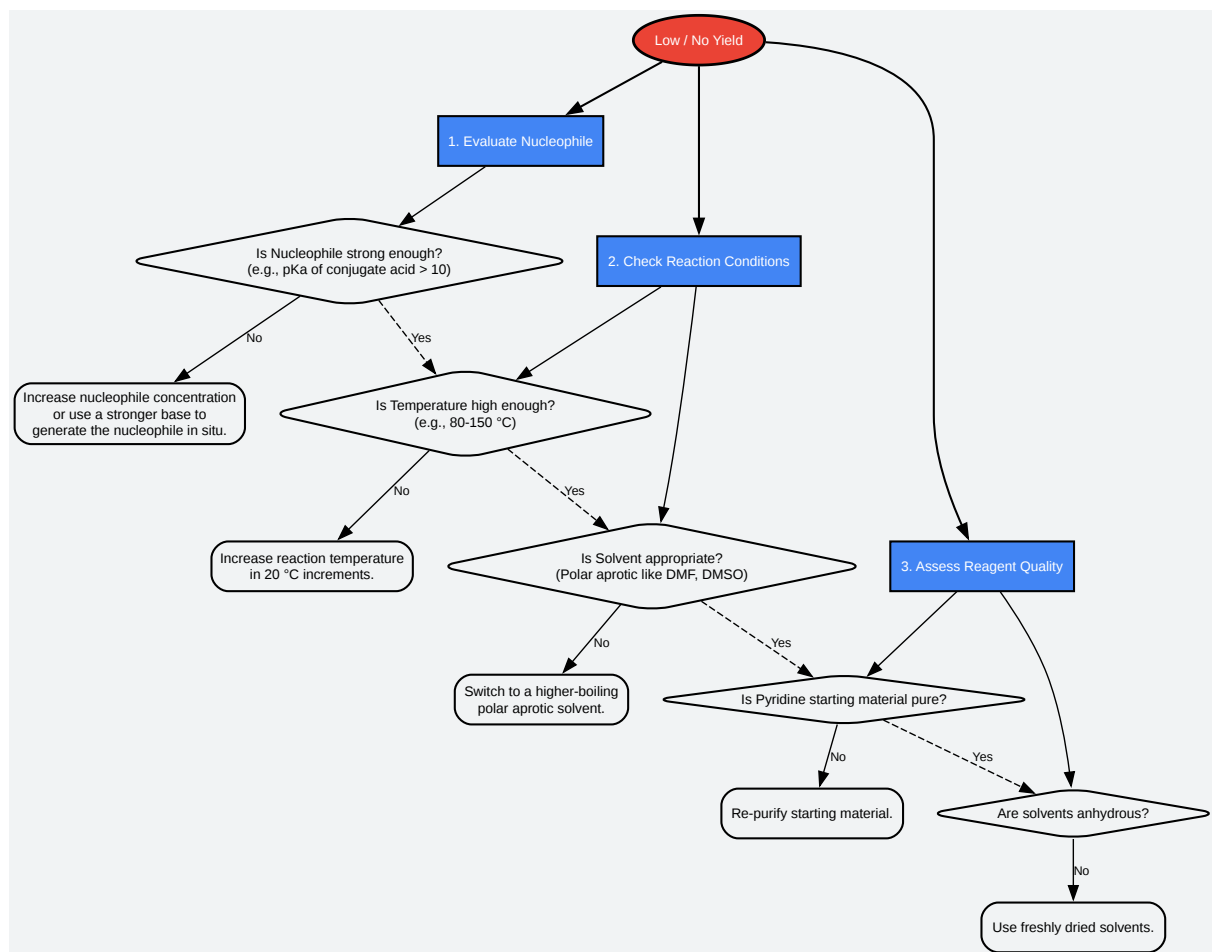 Low / No Yield
1. Evaluate Nucleophile
Is Nucleophile strong enough?
(e.g., pKa of conjugate acid > 10)
2. Check Reaction Conditions
No
Yes
Increase nucleophile concentration
or use a stronger base to
generate the nucleophile in situ.
Is Temperature high enough?
(e.g., 80-150 °C)
No
Yes
Increase reaction temperature
in 20 °C increments.
Is Solvent appropriate?
(Polar aprotic like DMF, DMSO)
3. Assess Reagent Quality
No
Yes
Switch to a higher-boiling
polar aprotic solvent.
Is Pyridine starting material pure?
No
Yes
Re-purify starting material.
Are solvents anhydrous?
No
Use freshly dried solvents.